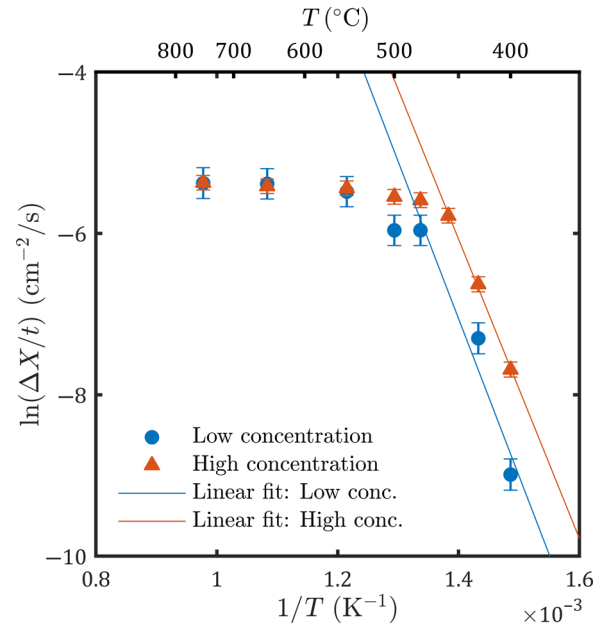 T (°C)
800 700 600 500 400
−4
−6
−8
−10
ln(ΔX/t) (cm⁻²/s)
Low concentration
High concentration
Linear fit: Low conc.
Linear fit: High conc.
0.8 1 1.2 1.4 1.6
1/T (K⁻¹)
×10⁻³